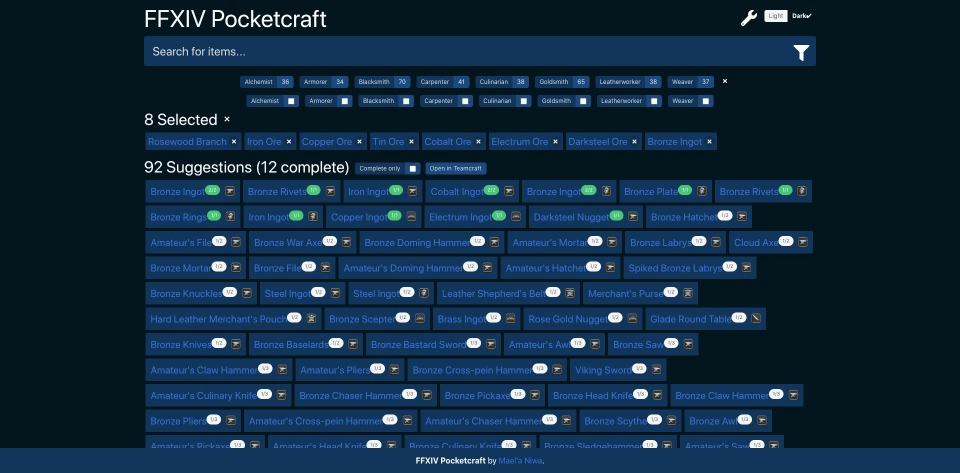 FFXIV Pocketcraft
Light Dark✔
Search for items...
Alchemist 36 Armorer 34 Blacksmith 70 Carpenter 41 Culinarian 38 Goldsmith 65 Leatherworker 38 Weaver 37 ×
Alchemist Armorer Blacksmith Carpenter Culinarian Goldsmith Leatherworker Weaver
8 Selected ×
Rosewood Branch × Iron Ore × Copper Ore × Tin Ore × Cobalt Ore × Electrum Ore × Darksteel Ore × Bronze Ingot ×
92 Suggestions (12 complete) Complete only Open in Teamcraft
Bronze Ingot 2/2 Bronze Rivets 1/1 Iron Ingot 1/1 Cobalt Ingot 2/2 Bronze Ingot 2/2 Bronze Plate 1/1 Bronze Rivets 1/1
Bronze Rings 1/1 Iron Ingot 1/1 Copper Ingot 1/1 Electrum Ingot 1/1 Darksteel Nugget 1/1 Bronze Hatchet 1/2
Amateur's File 1/2 Bronze War Axe 1/2 Bronze Doming Hammer 1/2 Amateur's Mortar 1/2 Bronze Labrys 1/2 Cloud Axe 1/2
Bronze Mortar 1/2 Bronze File 1/2 Amateur's Doming Hammer 1/2 Amateur's Hatchet 1/2 Spiked Bronze Labrys 1/2
Bronze Knuckles 1/2 Steel Ingot 1/2 Steel Ingot 1/2 Leather Shepherd's Belt 1/2 Merchant's Purse 1/2
Hard Leather Merchant's Pouch 1/2 Bronze Scepter 1/2 Brass Ingot 1/2 Rose Gold Nugget 1/2 Glade Round Table 1/2
Bronze Knives 1/2 Bronze Baselards 1/2 Bronze Bastard Sword 1/3 Amateur's Awl 1/3 Bronze Saw 1/3
Amateur's Claw Hammer 1/3 Amateur's Pliers 1/3 Bronze Cross-pein Hammer 1/3 Viking Sword 1/3
Amateur's Culinary Knife 1/3 Bronze Chaser Hammer 1/3 Bronze Pickaxe 1/3 Bronze Head Knife 1/3 Bronze Claw Hammer 1/3
Bronze Pliers 1/3 Amateur's Cross-pein Hammer 1/3 Amateur's Chaser Hammer 1/3 Bronze Scythe 1/3 Bronze Awl 1/3
Amateur's Pickaxe 1/3 Amateur's Head Knife 1/3 Bronze Culinary Knife 1/3 Bronze Sledgehammer 1/3 Amateur's Saw 1/3
FFXIV Pocketcraft by Mael'a Niwa.